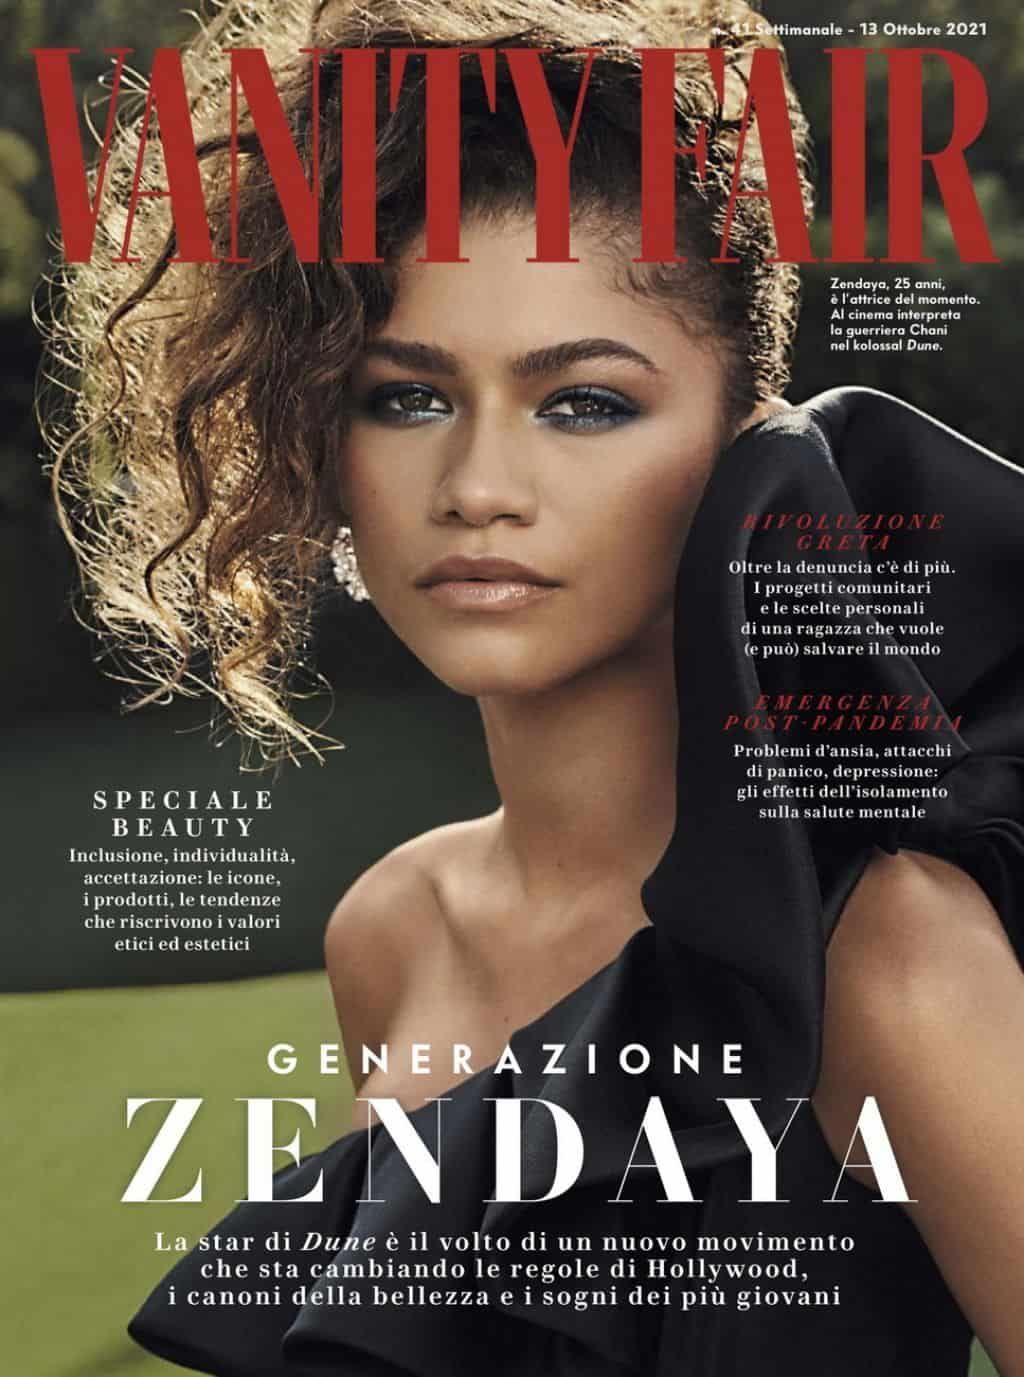 n. 41 Settimanale - 13 Ottobre 2021
VANITY FAIR
Zendaya, 25 anni,
è l'attrice del momento.
Al cinema interpreta
la guerriera Chani
nel kolossal Dune.
RIVOLUZIONE
GRETA
Oltre la denuncia c'è di più.
I progetti comunitari
e le scelte personali
di una ragazza che vuole
(e può) salvare il mondo
EMERGENZA
POST-PANDEMIA
Problemi d'ansia, attacchi
di panico, depressione:
gli effetti dell'isolamento
sulla salute mentale
SPECIALE
BEAUTY
Inclusione, individualità,
accettazione: le icone,
i prodotti, le tendenze
che riscrivono i valori
etici ed estetici
GENERAZIONE
ZENDAYA
La star di Dune è il volto di un nuovo movimento
che sta cambiando le regole di Hollywood,
i canoni della bellezza e i sogni dei più giovani